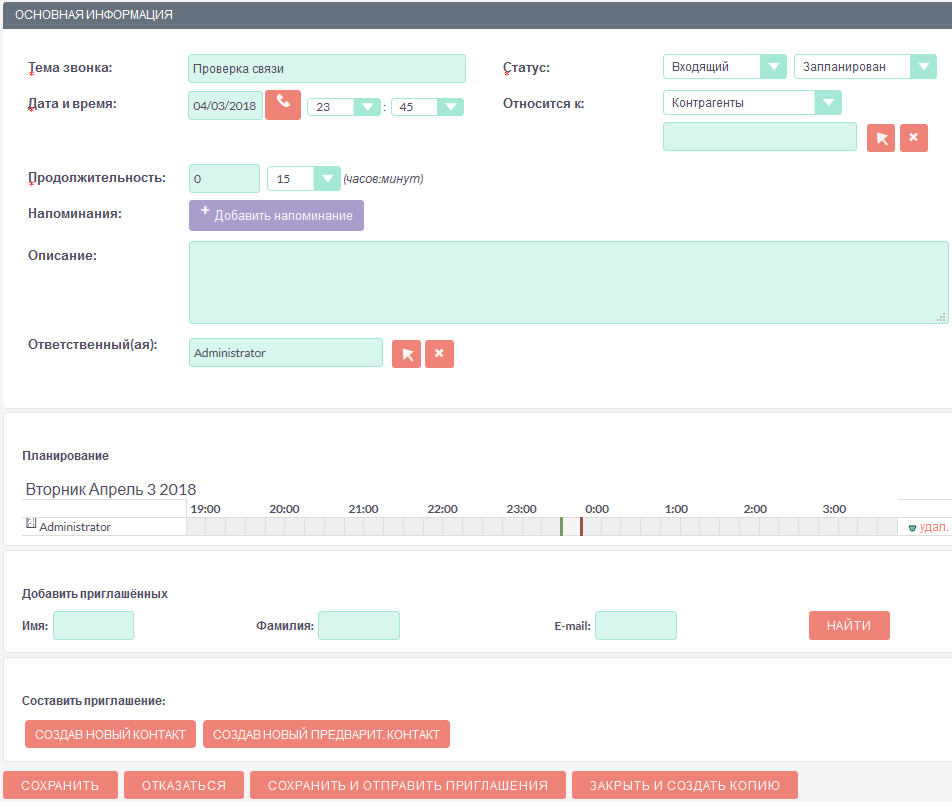 ОСНОВНАЯ ИНФОРМАЦИЯ
Тема звонка: * Проверка связи Статус: * Входящий Запланирован
Дата и время: * 04/03/2018 23 : 45 Относится к: Контрагенты
Продолжительность: * 0 15 (часов:минут)
Напоминания: + Добавить напоминание
Описание:
Ответственный(ая): Administrator
Планирование
Вторник Апрель 3 2018
19:00 20:00 21:00 22:00 23:00 0:00 1:00 2:00 3:00
Administrator удал.
Добавить приглашённых
Имя: Фамилия: E-mail: НАЙТИ
Составить приглашение:
СОЗДАВ НОВЫЙ КОНТАКТ СОЗДАВ НОВЫЙ ПРЕДВАРИТ. КОНТАКТ
СОХРАНИТЬ ОТКАЗАТЬСЯ СОХРАНИТЬ И ОТПРАВИТЬ ПРИГЛАШЕНИЯ ЗАКРЫТЬ И СОЗДАТЬ КОПИЮ